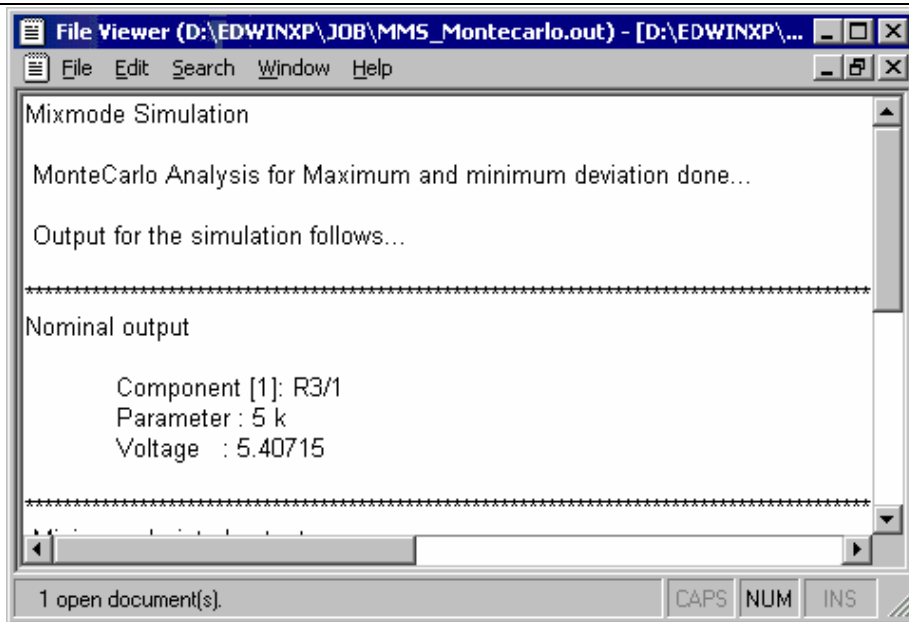 File Viewer (D:\EDWINXP\JOB\MMS_Montecarlo.out) - [D:\EDWINXP\...
File Edit Search Window Help
Mixmode Simulation
MonteCarlo Analysis for Maximum and minimum deviation done...
Output for the simulation follows...
****************************************************************************************************
Nominal output
Component [1]: R3/1
Parameter : 5 k
Voltage : 5.40715
****************************************************************************************************
1 open document(s). CAPS NUM INS